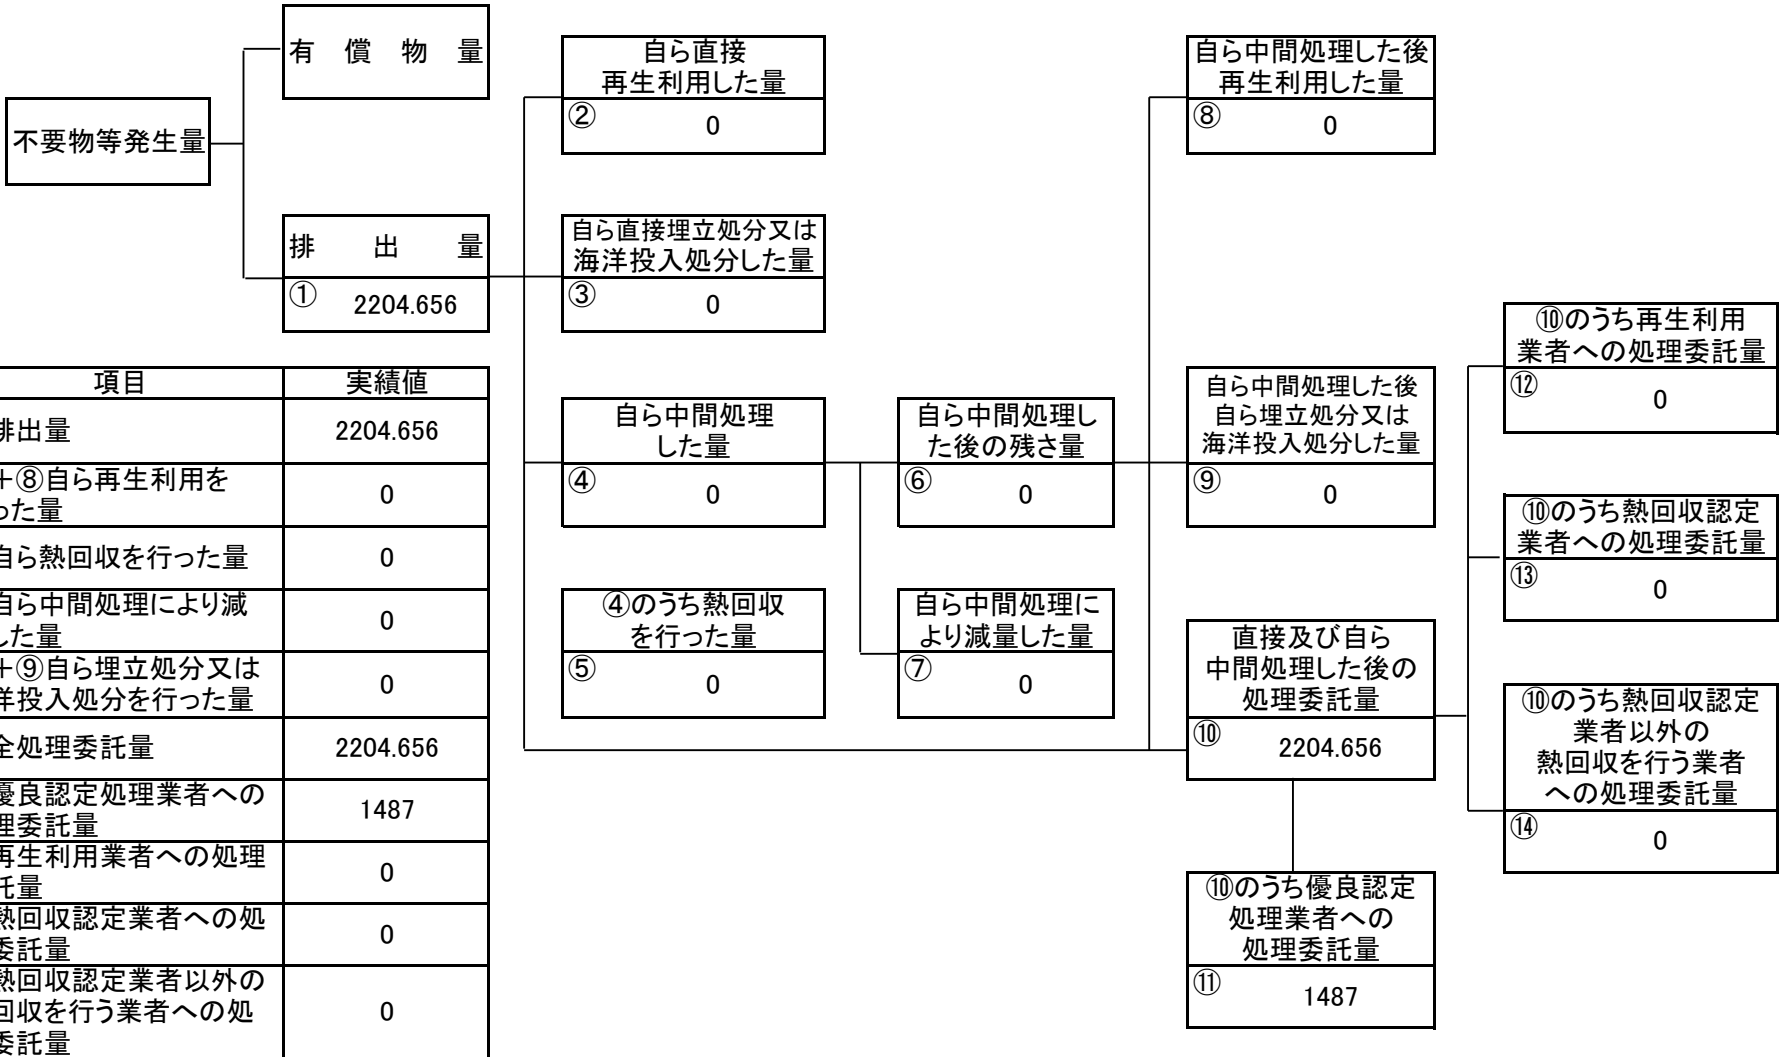 有償物量
不要物等発生量
排出量
① 2204.656
自ら直接
再生利用した量
② 0
自ら直接埋立処分又は
海洋投入処分した量
③ 0
自ら中間処理
した量
④ 0
④のうち熱回収
を行った量
⑤ 0
自ら中間処理し
た後の残さ量
⑥ 0
自ら中間処理に
より減量した量
⑦ 0
自ら中間処理した後
再生利用した量
⑧ 0
自ら中間処理した後
自ら埋立処分又は
海洋投入処分した量
⑨ 0
直接及び自ら
中間処理した後の
処理委託量
⑩ 2204.656
⑩のうち優良認定
処理業者への
処理委託量
⑪ 1487
⑩のうち再生利用
業者への処理委託量
⑫ 0
⑩のうち熱回収認定
業者への処理委託量
⑬ 0
⑩のうち熱回収認定
業者以外の
熱回収を行う業者
への処理委託量
⑭ 0
項目 実績値
排出量 2204.656
+⑧自ら再生利用を
った量 0
自ら熱回収を行った量 0
自ら中間処理により減
した量 0
+⑨自ら埋立処分又は
洋投入処分を行った量 0
全処理委託量 2204.656
優良認定処理業者への
理委託量 1487
再生利用業者への処理
託量 0
熱回収認定業者への処
委託量 0
熱回収認定業者以外の
回収を行う業者への処
委託量 0